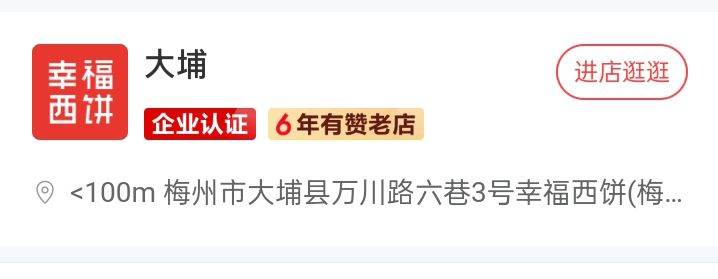 幸福
西饼
大埔
进店逛逛
企业认证
6年有赞老店
<100m 梅州市大埔县万川路六巷3号幸福西饼(梅...